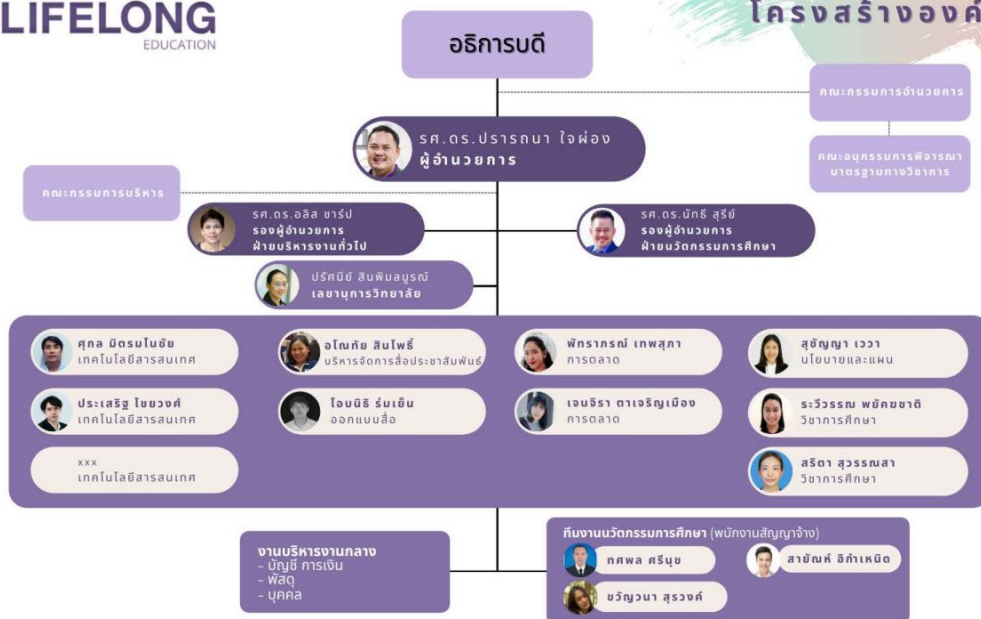 LIFELONG
EDUCATION
โครงสร้างองค์
อธิการบดี
คณะกรรมการอำนวยการ
รศ.ดร.ปรารถนา ใจผ่อง
ผู้อำนวยการ
คณะอนุกรรมการพิจารณา
มาตรฐานทางวิชาการ
คณะกรรมการบริหาร
รศ.ดร.อลิส ชาร์ป
รองผู้อำนวยการ
ฝ่ายบริหารงานทั่วไป
รศ.ดร.นัทธี สุรีย์
รองผู้อำนวยการ
ฝ่ายนวัตกรรมการศึกษา
ปรัศนีย์ สินพิมลบูรณ์
เลขานุการวิทยาลัย
ศุกล มิตรมโนชัย
เทคโนโลยีสารสนเทศ
อโณทัย สินโพธิ์
บริหารจัดการสื่อประชาสัมพันธ์
พัทราภรณ์ เทพสุภา
การตลาด
สุชัญญา เววา
นโยบายและแผน
ประเสริฐ ไชยวงศ์
เทคโนโลยีสารสนเทศ
โอบนิธิ ร่มเย็น
ออกแบบสื่อ
เจนจิรา ตาเจริญเมือง
การตลาด
ระวีวรรณ พยัคฆชาติ
วิชาการศึกษา
xxx
เทคโนโลยีสารสนเทศ
สริตา สุวรรณสา
วิชาการศึกษา
งานบริหารงานกลาง
- บัญชี การเงิน
- พัสดุ
- บุคคล
ทีมงานนวัตกรรมการศึกษา (พนักงานสัญญาจ้าง)
ทศพล ศรีนุช
สายัณห์ อิกำเหนิด
ขวัญวนา สุรวงค์